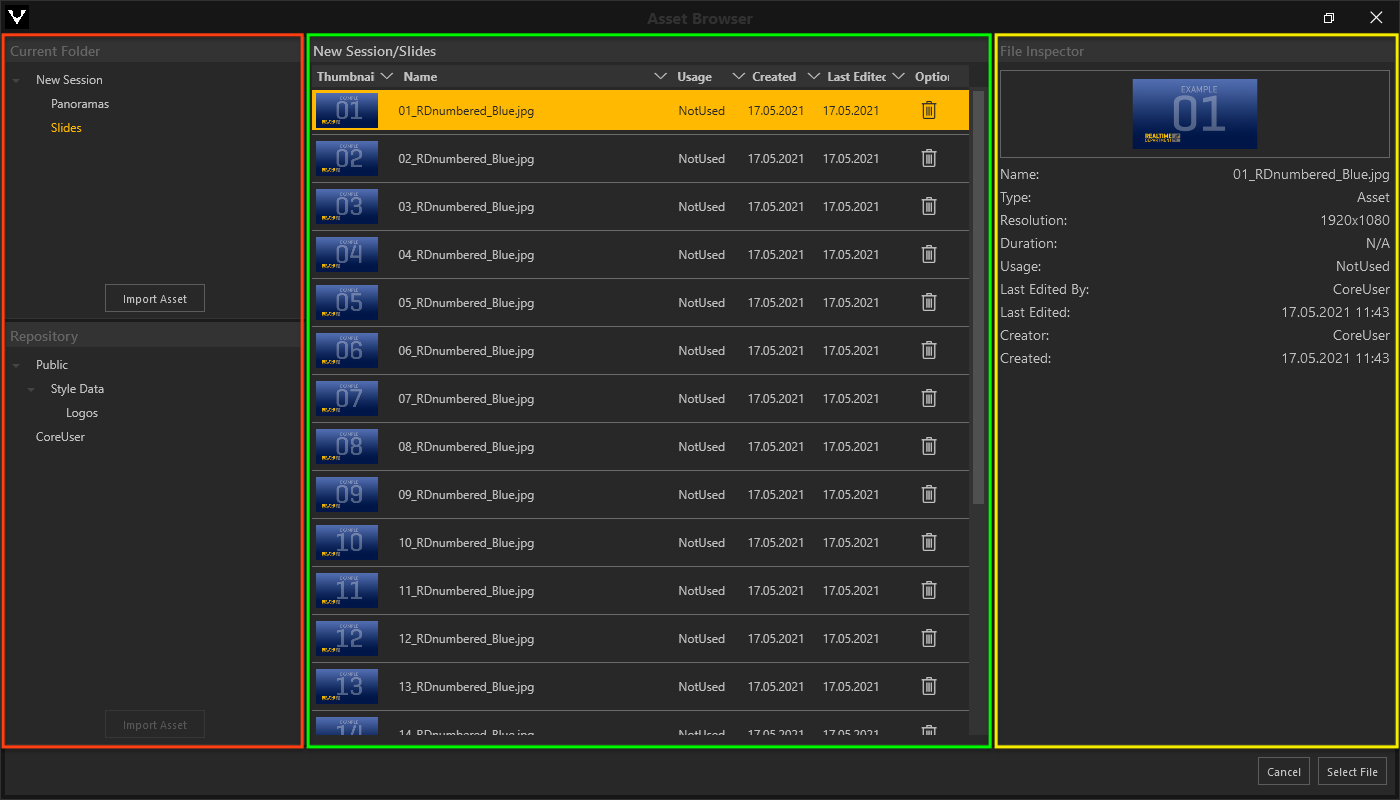 Asset Browser
Current Folder
New Session
Panoramas
Slides
Import Asset
Repository
Public
Style Data
Logos
CoreUser
Import Asset
New Session/Slides
Thumbnai Name Usage Created Last Edited Option
01 01_RDnumbered_Blue.jpg NotUsed 17.05.2021 17.05.2021
02 02_RDnumbered_Blue.jpg NotUsed 17.05.2021 17.05.2021
03 03_RDnumbered_Blue.jpg NotUsed 17.05.2021 17.05.2021
04 04_RDnumbered_Blue.jpg NotUsed 17.05.2021 17.05.2021
05 05_RDnumbered_Blue.jpg NotUsed 17.05.2021 17.05.2021
06 06_RDnumbered_Blue.jpg NotUsed 17.05.2021 17.05.2021
07 07_RDnumbered_Blue.jpg NotUsed 17.05.2021 17.05.2021
08 08_RDnumbered_Blue.jpg NotUsed 17.05.2021 17.05.2021
09 09_RDnumbered_Blue.jpg NotUsed 17.05.2021 17.05.2021
10 10_RDnumbered_Blue.jpg NotUsed 17.05.2021 17.05.2021
11 11_RDnumbered_Blue.jpg NotUsed 17.05.2021 17.05.2021
12 12_RDnumbered_Blue.jpg NotUsed 17.05.2021 17.05.2021
13 13_RDnumbered_Blue.jpg NotUsed 17.05.2021 17.05.2021
14 14_RDnumbered_Blue.jpg NotUsed 17.05.2021 17.05.2021
File Inspector
EXAMPLE
01
REALTIME
DEPARTMENT
Name: 01_RDnumbered_Blue.jpg
Type: Asset
Resolution: 1920x1080
Duration: N/A
Usage: NotUsed
Last Edited By: CoreUser
Last Edited: 17.05.2021 11:43
Creator: CoreUser
Created: 17.05.2021 11:43
Cancel Select File